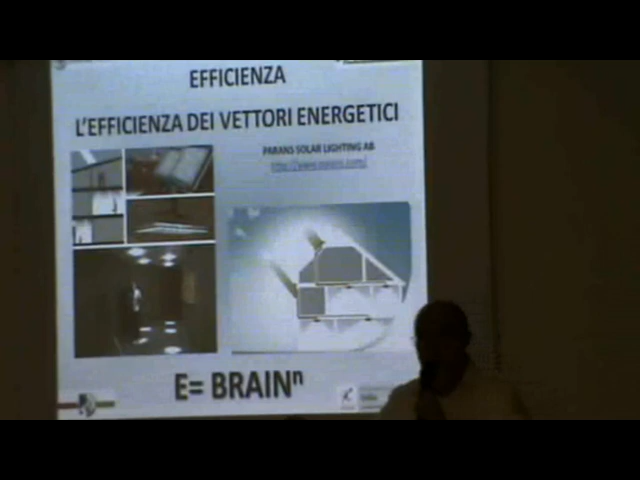 EFFICIENZA
L'EFFICIENZA DEI VETTORI ENERGETICI
PARANS SOLAR LIGHTING AB
E= BRAINⁿ